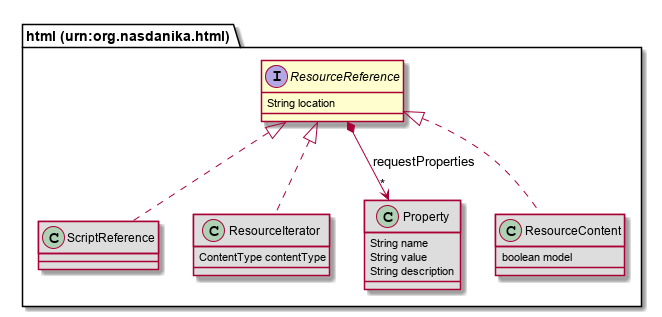 html (urn:org.nasdanika.html)
I ResourceReference
String location
requestProperties
*
C ScriptReference
C ResourceIterator
ContentType contentType
C Property
String name
String value
String description
C ResourceContent
boolean model